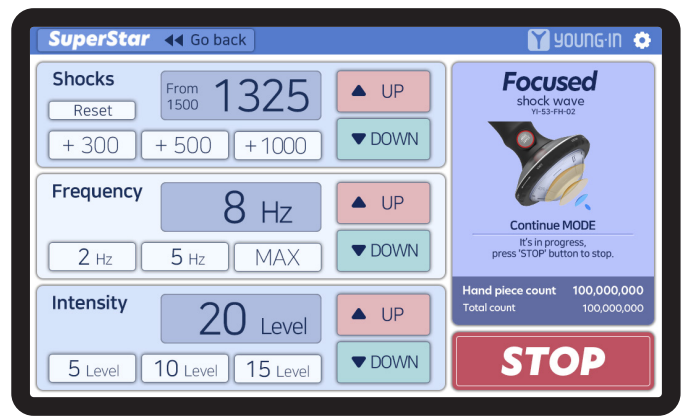 SuperStar ◀◀ Go back
YOUNG·IN
Shocks
Reset
From 1500
1325
▲ UP
▼ DOWN
+ 300
+ 500
+ 1000
Frequency
8 Hz
▲ UP
▼ DOWN
2 Hz
5 Hz
MAX
Intensity
20 Level
▲ UP
▼ DOWN
5 Level
10 Level
15 Level
Focused
shock wave
YI-53-FH-02
Continue MODE
It's in progress,
press 'STOP' button to stop.
Hand piece count 100,000,000
Total count 100,000,000
STOP